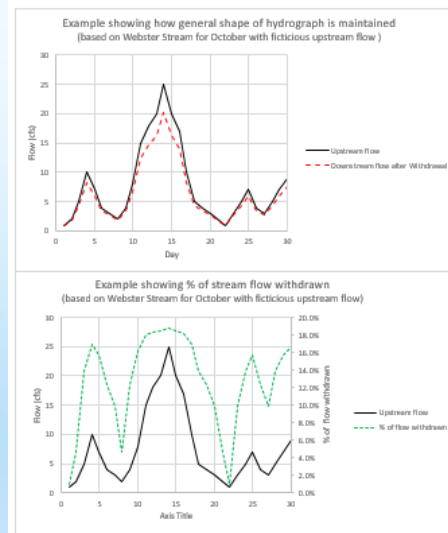 Example showing how general shape of hydrograph is maintained
(based on Webster Stream for October with ficticious upstream flow )
30
25
20
15
10
5
0
Flow (cfs)
0 5 10 15 20 25 30
Day
Upstream flow
Downstream flow after Withdrawal
Example showing % of stream flow withdrawn
(based on Webster Stream for October with ficticious upstream flow)
30
25
20
15
10
5
0
Flow (cfs)
20.0%
18.0%
16.0%
14.0%
12.0%
10.0%
8.0%
6.0%
4.0%
2.0%
0.0%
% of flow withdrawn
0 5 10 15 20 25 30
Axis Title
Upstream flow
% of flow withdrawn